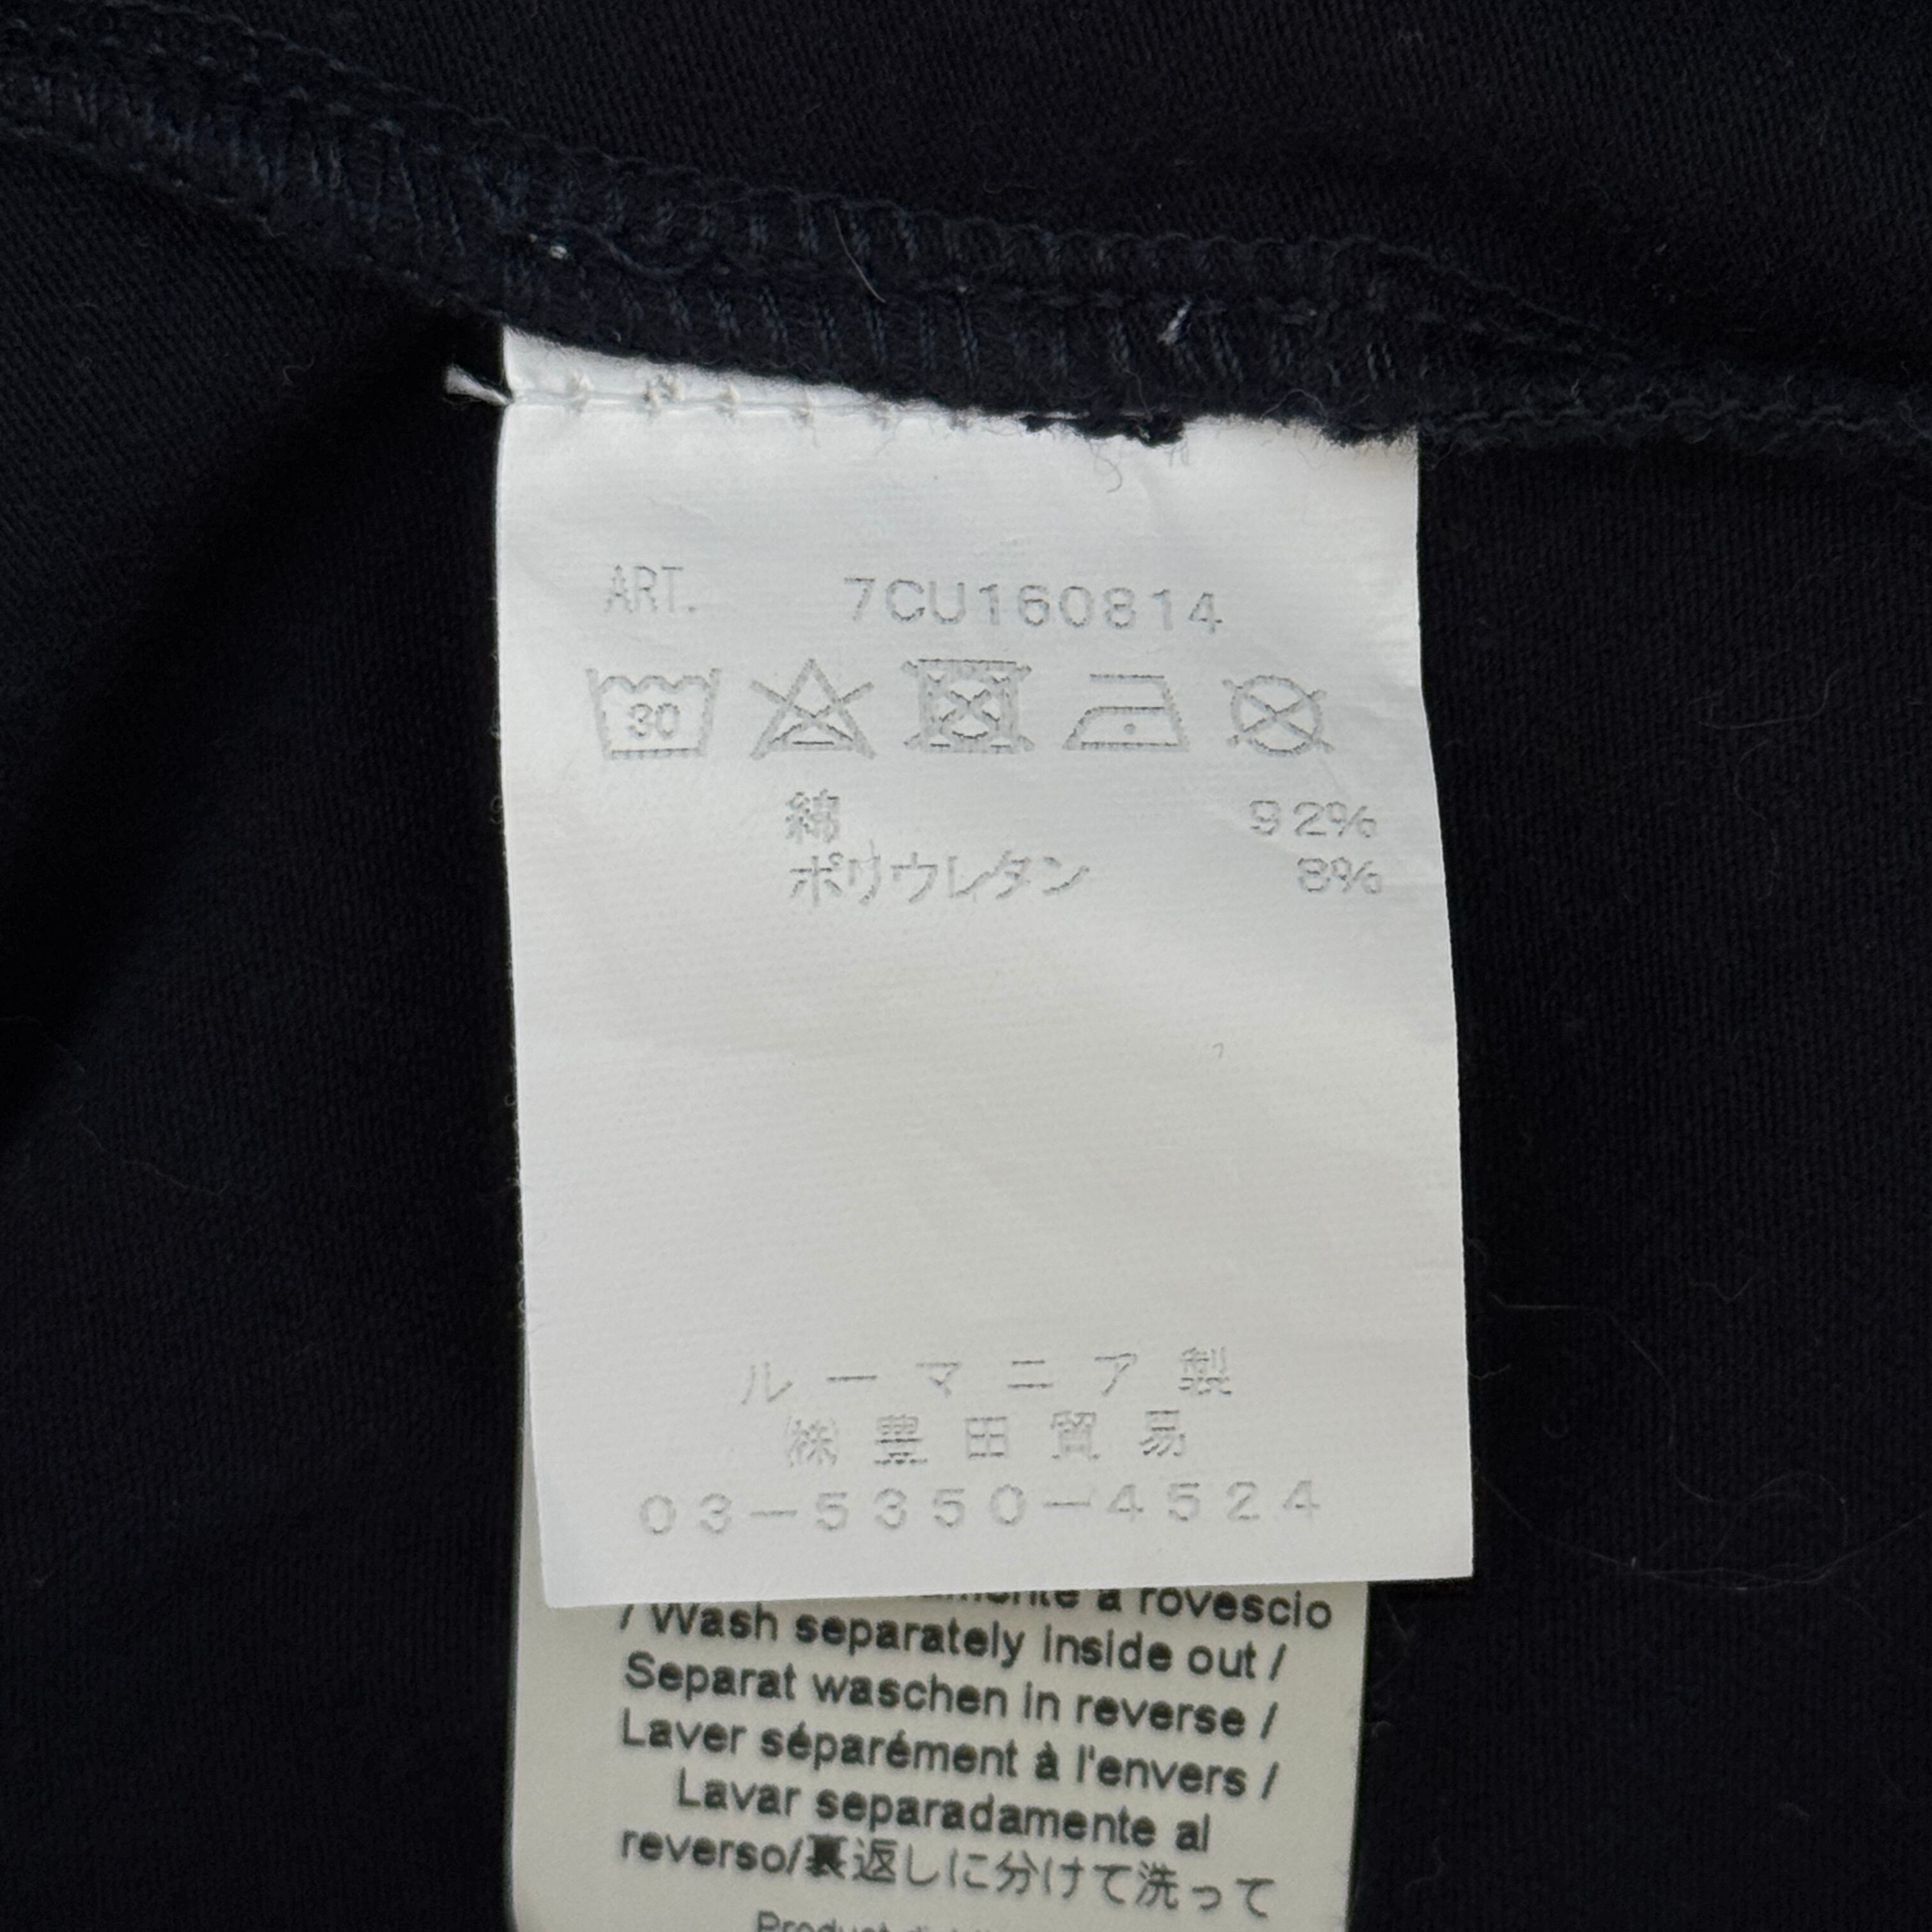 ART. 7CU160814
30
綿 92%
ポリウレタン 8%
ルーマニア製
㈱豊田貿易
03-5350-4524
a rovescio
/ Wash separately inside out /
Separat waschen in reverse /
Laver séparément à l'envers /
Lavar separadamente al
reverso/裏返しに分けて洗って
Product